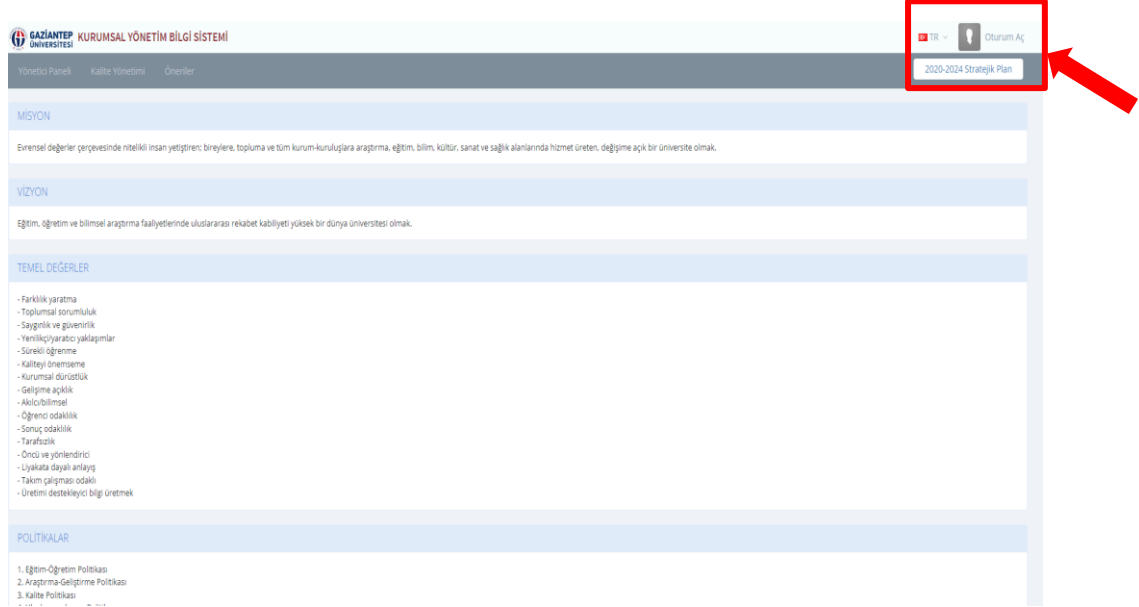 GAZİANTEP ÜNİVERSİTESİ KURUMSAL YÖNETİM BİLGİ SİSTEMİ
TR Oturum Aç
Yönetici Paneli Kalite Yönetimi Öneriler
2020-2024 Stratejik Plan
MİSYON
Evrensel değerler çerçevesinde nitelikli insan yetiştiren; bireylere, topluma ve tüm kurum-kuruluşlara araştırma, eğitim, bilim, kültür, sanat ve sağlık alanlarında hizmet üreten, değişime açık bir üniversite olmak.
VİZYON
Eğitim, öğretim ve bilimsel araştırma faaliyetlerinde uluslararası rekabet kabiliyeti yüksek bir dünya üniversitesi olmak.
TEMEL DEĞERLER
- Farklılık yaratma
- Toplumsal sorumluluk
- Saygınlık ve güvenirlik
- Yenilikçi/yaratıcı yaklaşımlar
- Sürekli öğrenme
- Kaliteyi önemseme
- Kurumsal dürüstlük
- Gelişime açıklık
- Akılcı/bilimsel
- Öğrenci odaklılık
- Sonuç odaklılık
- Tarafsızlık
- Öncü ve yönlendirici
- Liyakata dayalı anlayış
- Takım çalışması odaklı
- Üretimi destekleyici bilgi üretmek
POLİTİKALAR
1. Eğitim-Öğretim Politikası
2. Araştırma-Geliştirme Politikası
3. Kalite Politikası